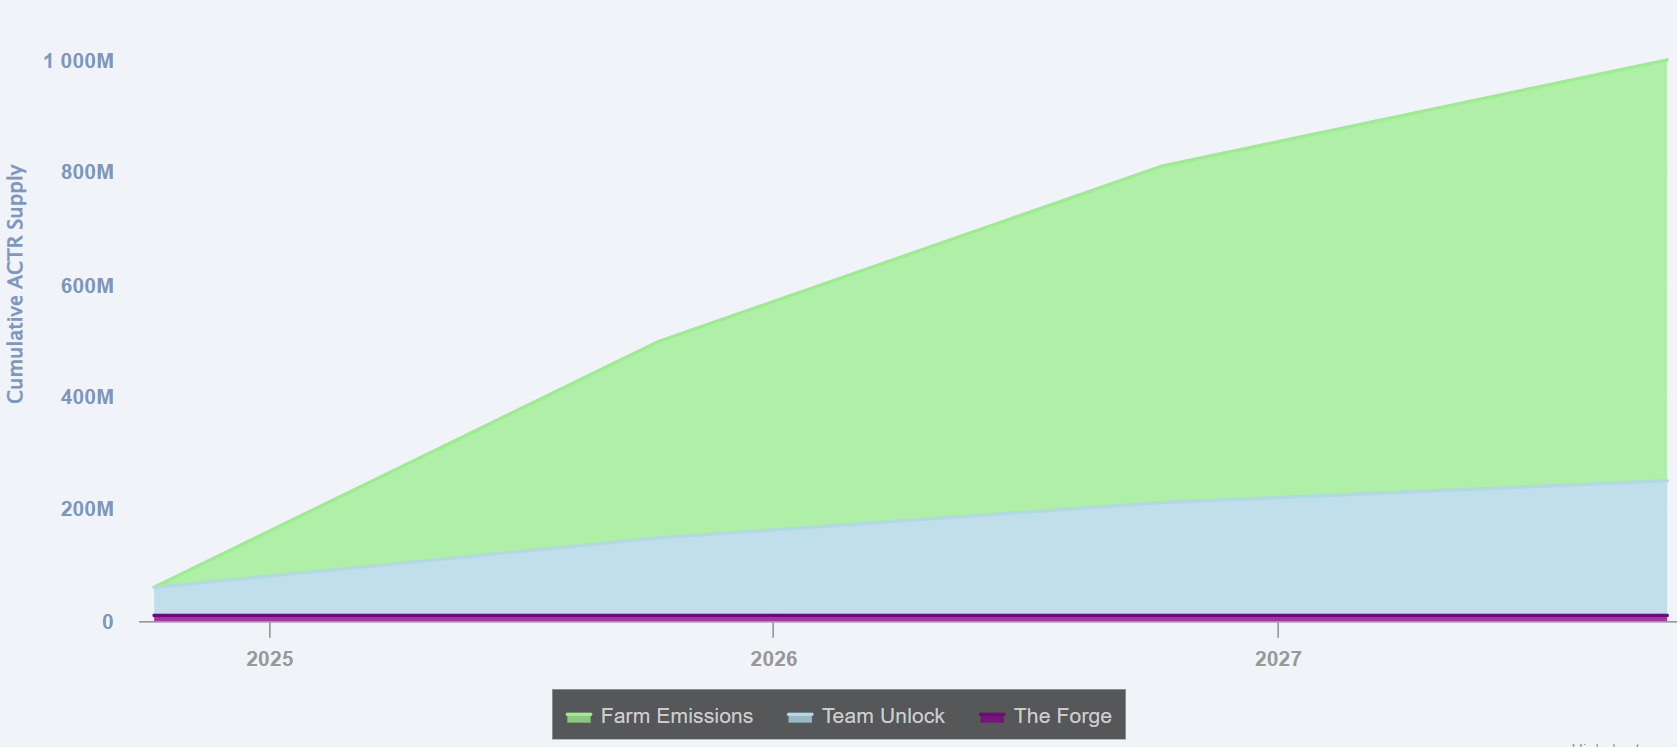 Cumulative ACTR Supply
1 000M
800M
600M
400M
200M
0
2025 2026 2027
Farm Emissions Team Unlock The Forge